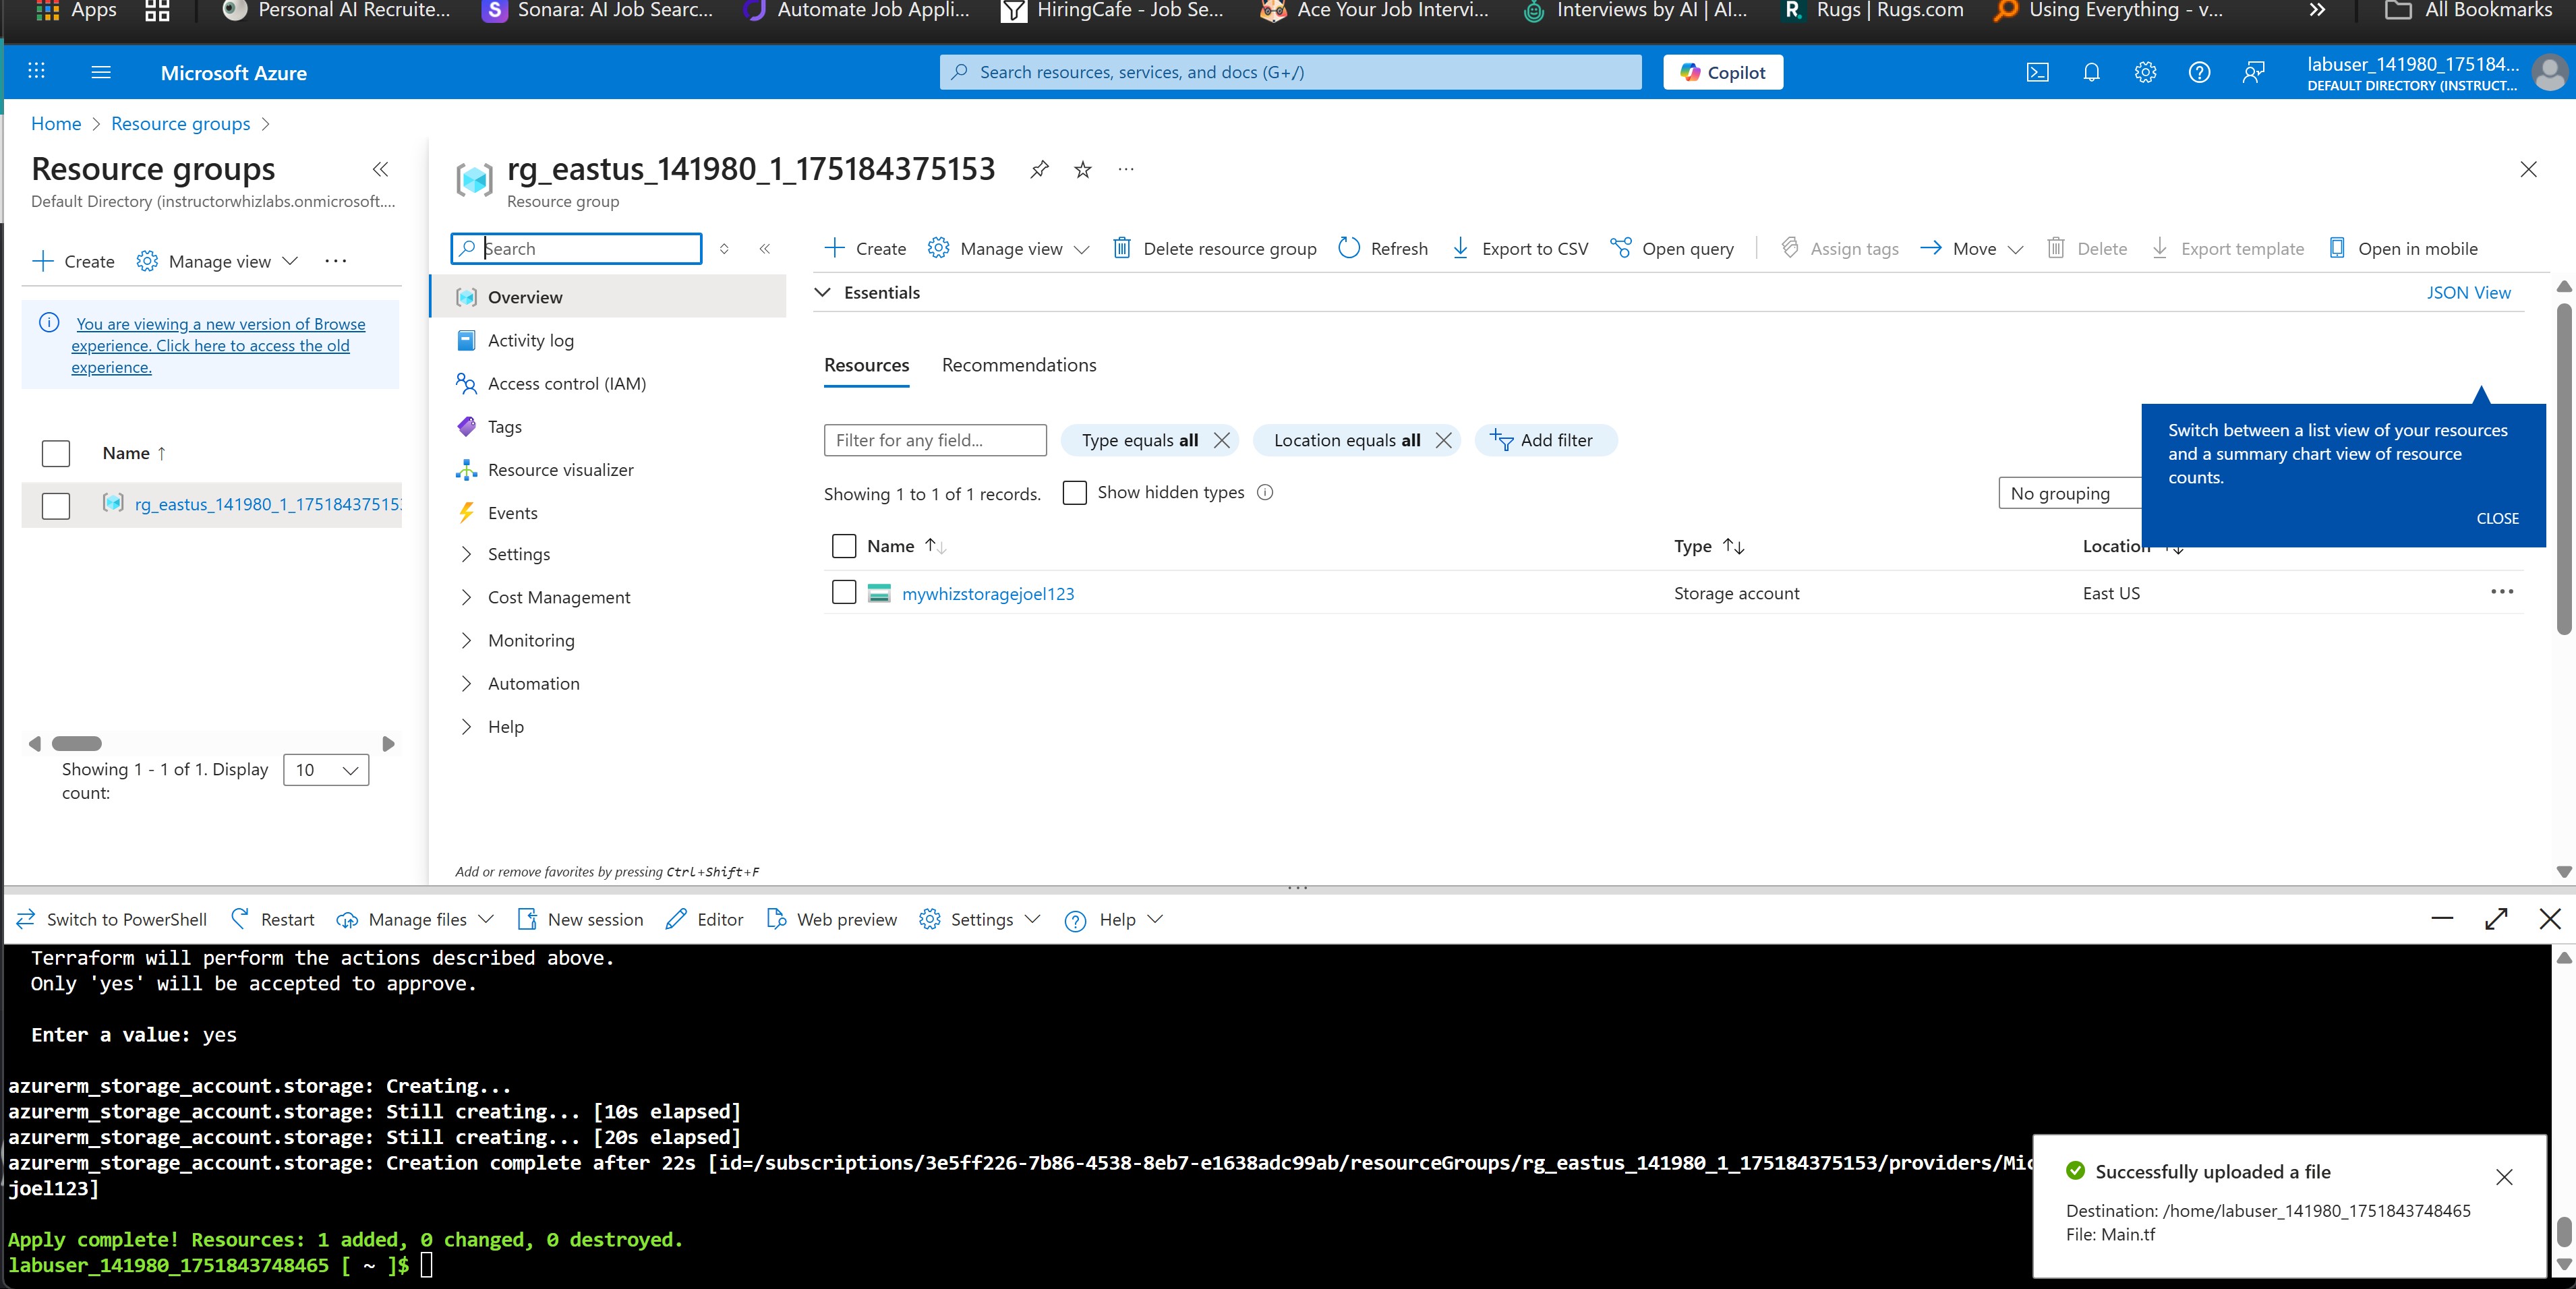 Apps
Personal AI Recruite...
Sonara: AI Job Searc...
Automate Job Appli...
HiringCafe - Job Se...
Ace Your Job Intervi...
Interviews by AI | AI...
Rugs | Rugs.com
Using Everything - v...
All Bookmarks
Microsoft Azure
Search resources, services, and docs (G+/)
Copilot
labuser_141980_175184...
DEFAULT DIRECTORY (INSTRUCT...
Home > Resource groups >
Resource groups
Default Directory (instructorwhizlabs.onmicrosoft....
Create
Manage view
You are viewing a new version of Browse
experience. Click here to access the old
experience.
Name ↑
rg_eastus_141980_1_175184375153
Showing 1 - 1 of 1. Display
count:
10
rg_eastus_141980_1_175184375153
Resource group
Search
Overview
Activity log
Access control (IAM)
Tags
Resource visualizer
Events
Settings
Cost Management
Monitoring
Automation
Help
Add or remove favorites by pressing Ctrl+Shift+F
Create
Manage view
Delete resource group
Refresh
Export to CSV
Open query
Assign tags
Move
Delete
Export template
Open in mobile
Essentials
JSON View
Resources
Recommendations
Filter for any field...
Type equals all
Location equals all
Add filter
Showing 1 to 1 of 1 records.
Show hidden types
No grouping
Switch between a list view of your resources
and a summary chart view of resource
counts.
CLOSE
Name ↑↓
Type ↑↓
Location ↑↓
mywhizstoragejoel123
Storage account
East US
Switch to PowerShell
Restart
Manage files
New session
Editor
Web preview
Settings
Help
Terraform will perform the actions described above.
Only 'yes' will be accepted to approve.
Enter a value: yes
azurerm_storage_account.storage: Creating...
azurerm_storage_account.storage: Still creating... [10s elapsed]
azurerm_storage_account.storage: Still creating... [20s elapsed]
azurerm_storage_account.storage: Creation complete after 22s [id=/subscriptions/3e5ff226-7b86-4538-8eb7-e1638adc99ab/resourceGroups/rg_eastus_141980_1_175184375153/providers/Mic
joel123]
Apply complete! Resources: 1 added, 0 changed, 0 destroyed.
labuser_141980_1751843748465 [ ~ ]$
Successfully uploaded a file
Destination: /home/labuser_141980_1751843748465
File: Main.tf